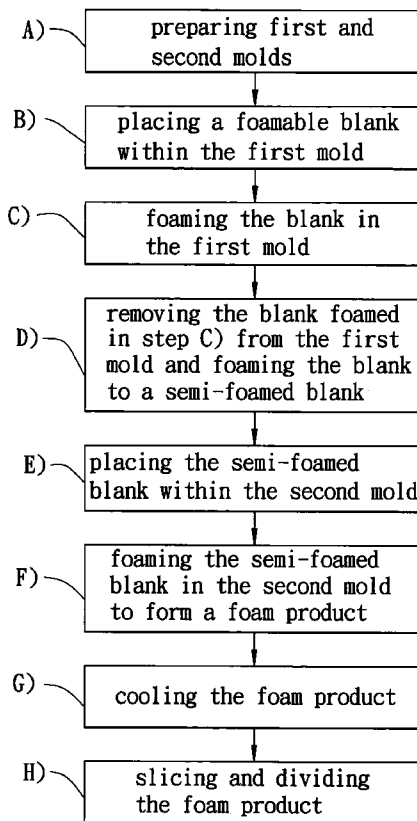 A)
preparing first and
second molds
B)
placing a foamable blank
within the first mold
C)
foaming the blank in
the first mold
D)
removing the blank foamed
in step C) from the first
mold and foaming the blank
to a semi-foamed blank
E)
placing the semi-foamed
blank within the second mold
F)
foaming the semi-foamed
blank in the second mold
to form a foam product
G)
cooling the foam product
H)
slicing and dividing
the foam product